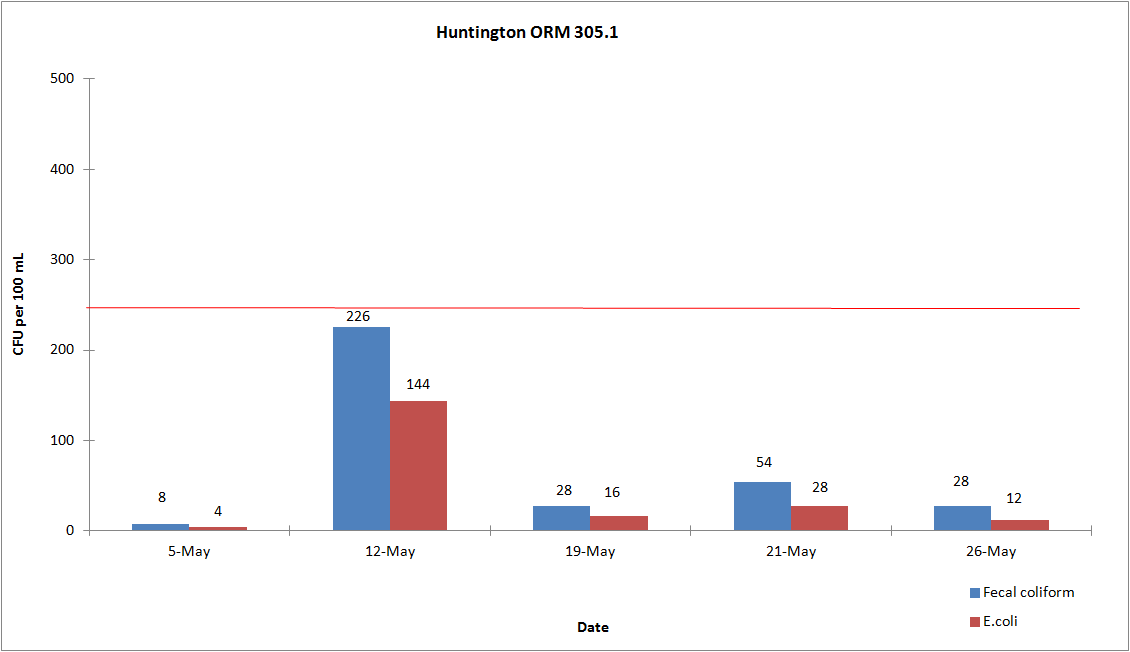 Huntington ORM 305.1
500
400
300
200
100
0
CFU per 100 mL
8
4
226
144
28
16
54
28
28
12
5-May
12-May
19-May
21-May
26-May
Date
Fecal coliform
E.coli